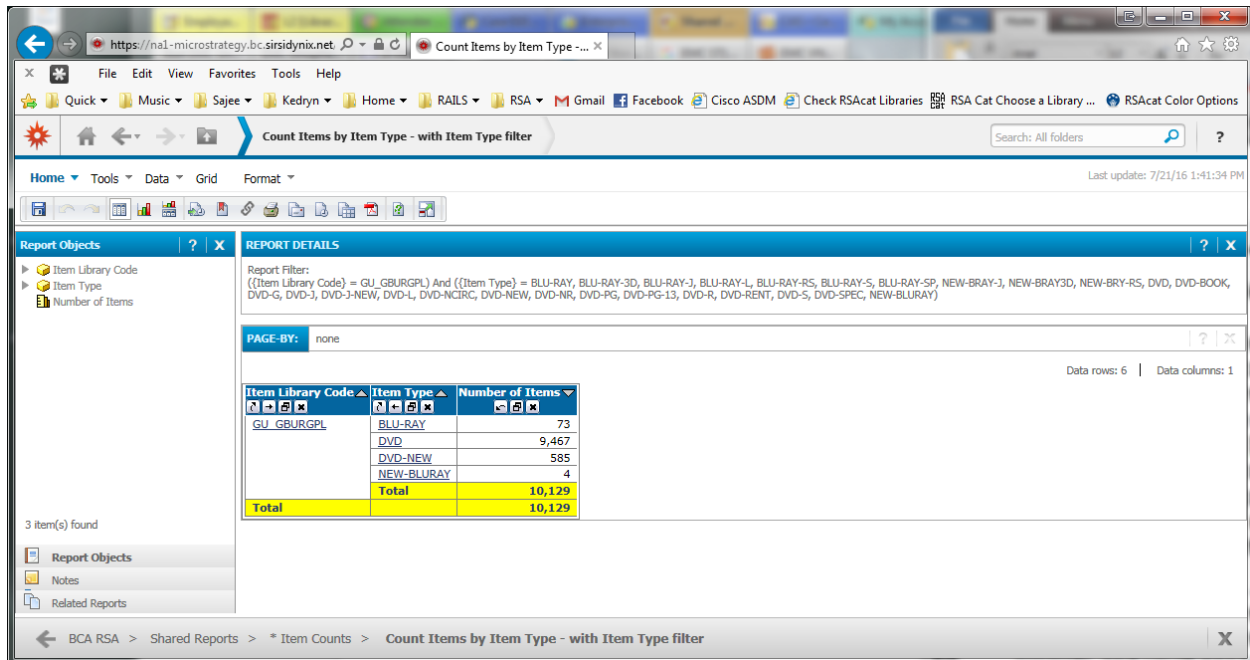 https://na1-microstrategy.bc.sirsidynix.net
Count Items by Item Type -...
File Edit View Favorites Tools Help
Quick Music Sajee Kedryn Home RAILS RSA Gmail Facebook Cisco ASDM Check RSAcat Libraries RSA Cat Choose a Library ... RSAcat Color Options
Count Items by Item Type - with Item Type filter
Search: All folders
?
Home Tools Data Grid Format
Last update: 7/21/16 1:41:34 PM
Report Objects ? X
REPORT DETAILS ? X
Item Library Code
Item Type
Number of Items
Report Filter:
({Item Library Code} = GU_GBURGPL) And ({Item Type} = BLU-RAY, BLU-RAY-3D, BLU-RAY-J, BLU-RAY-L, BLU-RAY-RS, BLU-RAY-S, BLU-RAY-SP, NEW-BRAY-J, NEW-BRAY3D, NEW-BRY-RS, DVD, DVD-BOOK,
DVD-G, DVD-J, DVD-J-NEW, DVD-L, DVD-NCIRC, DVD-NEW, DVD-NR, DVD-PG, DVD-PG-13, DVD-R, DVD-RENT, DVD-S, DVD-SPEC, NEW-BLURAY)
PAGE-BY: none ? X
Data rows: 6 | Data columns: 1
Item Library Code Item Type Number of Items
GU_GBURGPL BLU-RAY 73
DVD 9,467
DVD-NEW 585
NEW-BLURAY 4
Total 10,129
Total 10,129
3 item(s) found
Report Objects
Notes
Related Reports
BCA RSA > Shared Reports > * Item Counts > Count Items by Item Type - with Item Type filter X